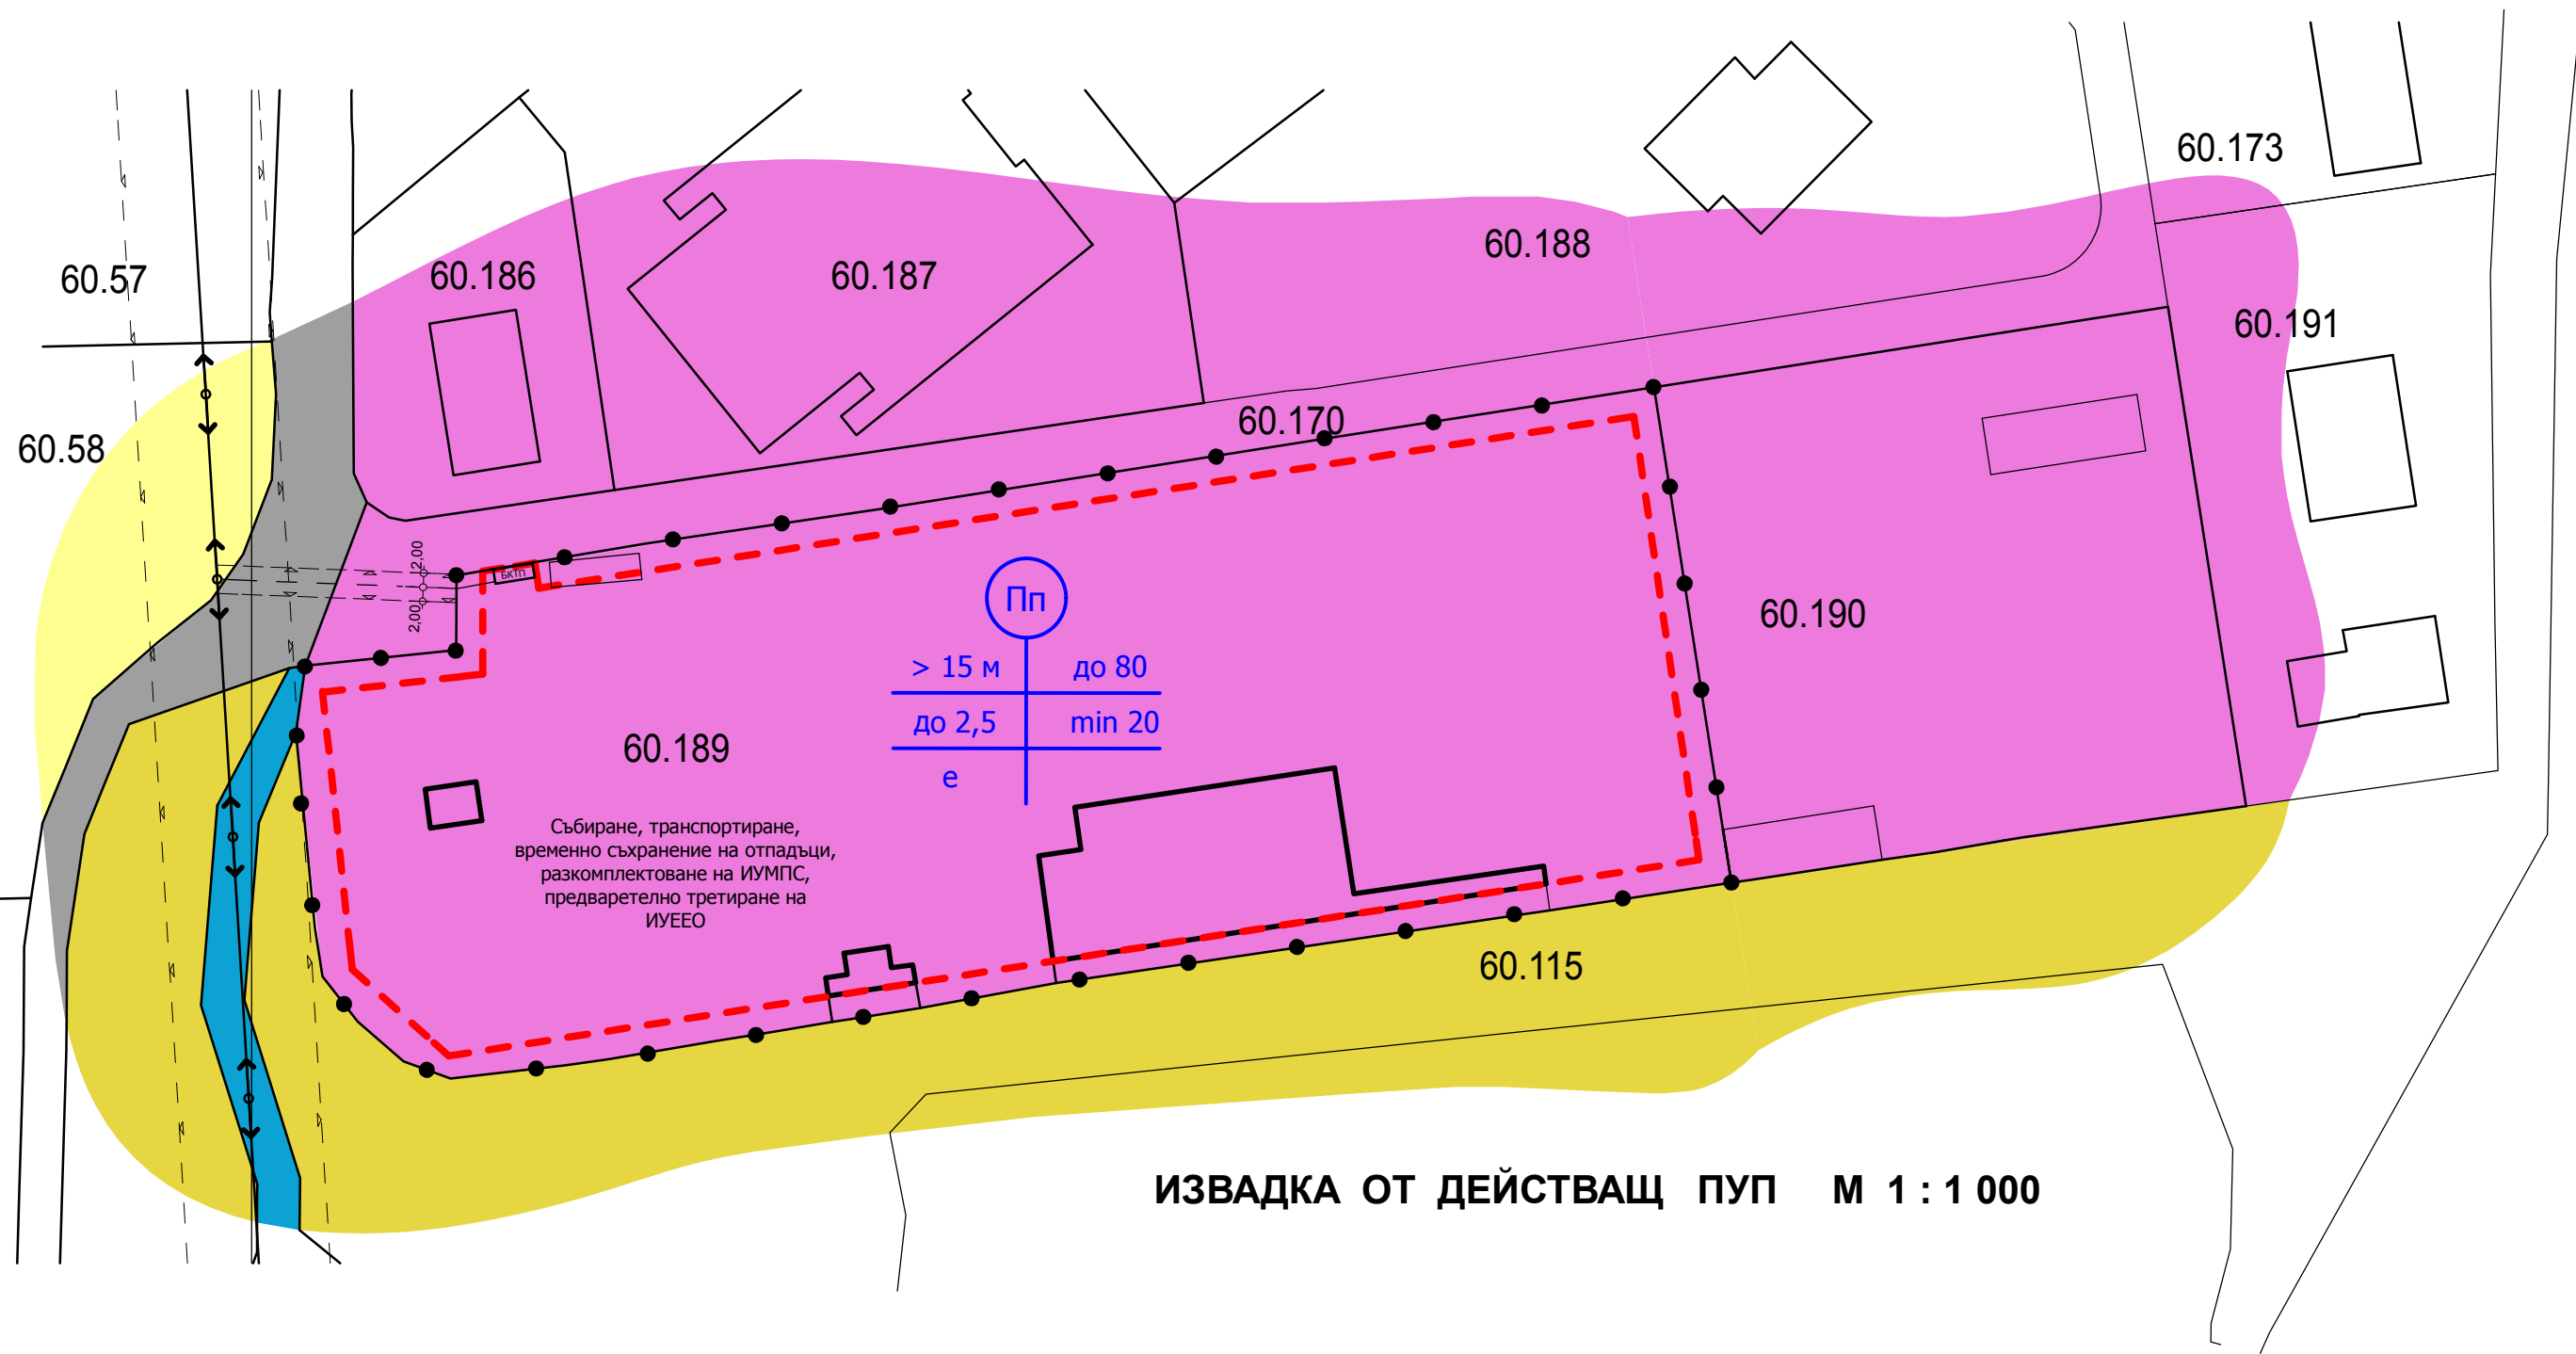 60.173
60.188
60.57
60.186
60.187
60.191
60.170
60.58
2,00
2,00
БКТП
Пп
60.190
> 15 м
до 80
до 2,5
min 20
е
60.189
Събиране, транспортиране,
временно съхранение на отпадъци,
разкомплектоване на ИУМПС,
предваретелно третиране на
ИУЕЕО
60.115
ИЗВАДКА ОТ ДЕЙСТВАЩ ПУП М 1 : 1 000